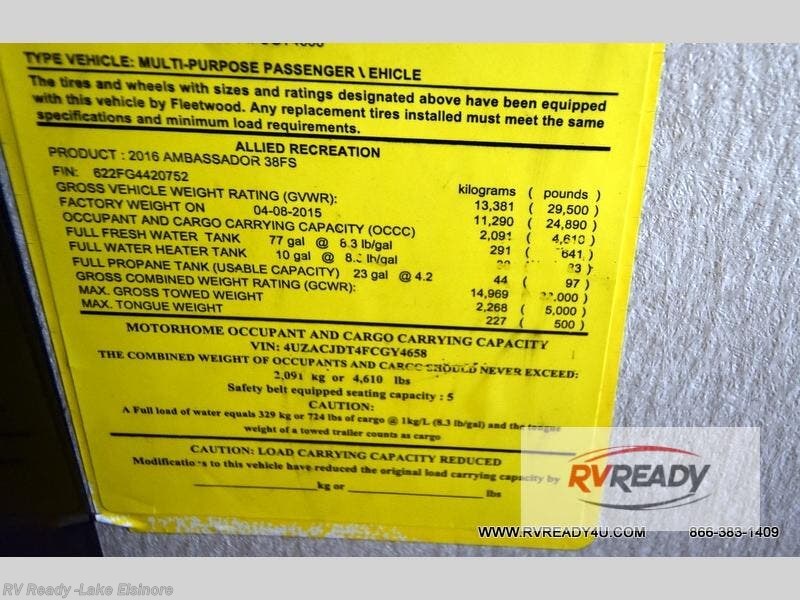 TYPE VEHICLE: MULTI-PURPOSE PASSENGER VEHICLE
The tires and wheels with sizes and ratings designated above have been equipped
with this vehicle by Fleetwood. Any replacement tires installed must meet the same
specifications and minimum load requirements.
ALLIED RECREATION
PRODUCT : 2016 AMBASSADOR 38FS
FIN: 622FG4420752
kilograms ( pounds )
GROSS VEHICLE WEIGHT RATING (GVWR): 13,381 ( 29,500 )
FACTORY WEIGHT ON 04-08-2015 11,290 ( 24,890 )
OCCUPANT AND CARGO CARRYING CAPACITY (OCCC) 2,091 ( 4,610 )
FULL FRESH WATER TANK 77 gal @ 8.3 lb/gal 291 ( 641 )
FULL WATER HEATER TANK 10 gal @ lb/gal ( )
FULL PROPANE TANK (USABLE CAPACITY) 23 gal @ 4.2 44 ( 97 )
GROSS COMBINED WEIGHT RATING (GCWR): 14,969 ( )
MAX. GROSS TOWED WEIGHT 2,268 ( 5,000 )
MAX. TONGUE WEIGHT 227 ( 500 )
MOTORHOME OCCUPANT AND CARGO CARRYING CAPACITY
VIN: 4UZACJDT4FCGY4658
THE COMBINED WEIGHT OF OCCUPANTS AND CARGO SHOULD NEVER EXCEED:
2,091 kg or 4,610 lbs
Safety belt equipped seating capacity : 5
CAUTION:
A Full load of water equals 329 kg or 724 lbs of cargo @ 1kg/L (8.3 lb/gal) and the tongue
weight of a towed trailer counts as cargo
CAUTION: LOAD CARRYING CAPACITY REDUCED
Modifications to this vehicle have reduced the original load carrying capacity by
kg or lbs
RVREADY
WWW.RVREADY4U.COM 866-383-1409
RV Ready -Lake Elsinore